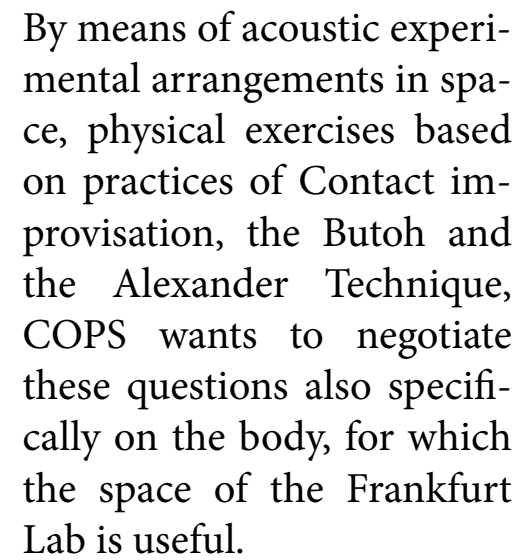 By means of acoustic experi-
mental arrangements in spa-
ce, physical exercises based
on practices of Contact im-
provisation, the Butoh and
the Alexander Technique,
COPS wants to negotiate
these questions also specifi-
cally on the body, for which
the space of the Frankfurt
Lab is useful.